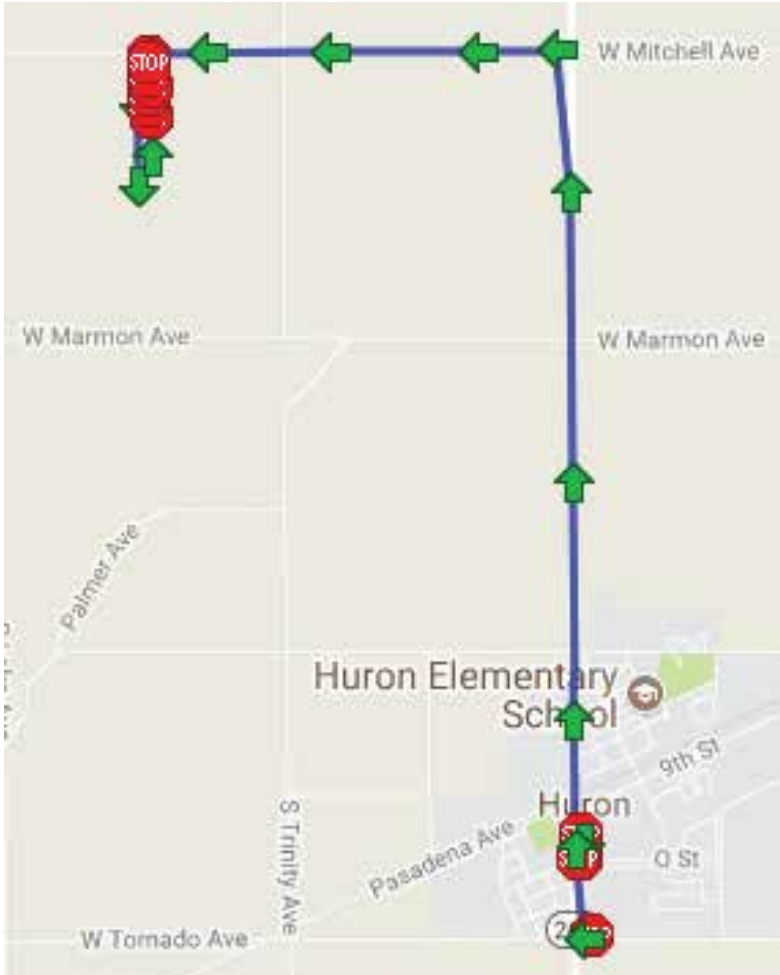 STOP
W Mitchell Ave
W Marmon Ave
W Marmon Ave
Palmer Ave
Huron Elementary
School
9th St
Huron
S Trinity Ave
Pasadena Ave
STOP
O St
W Tornado Ave